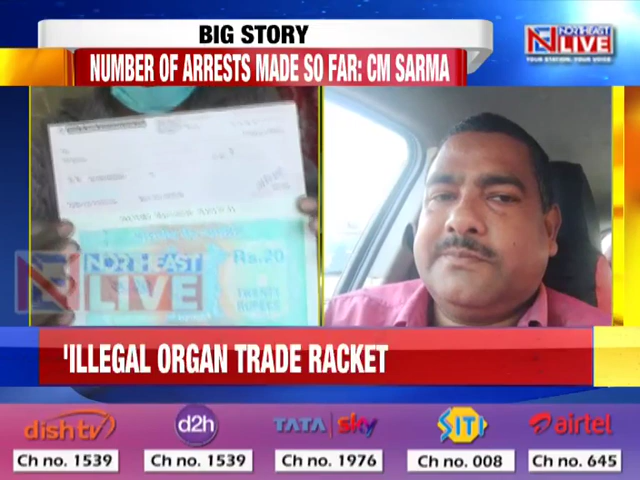 BIG STORY
NORTHEAST
LIVE
YOUR STATION. YOUR VOICE
NUMBER OF ARRESTS MADE SO FAR: CM SARMA
Rs.20
TWENTY
RUPEES
NORTHEAST
LIVE
'ILLEGAL ORGAN TRADE RACKET
dishtv
d2h
TATA sky
SITI
airtel
Ch no. 1539
Ch no. 1539
Ch no. 1976
Ch no. 008
Ch no. 645